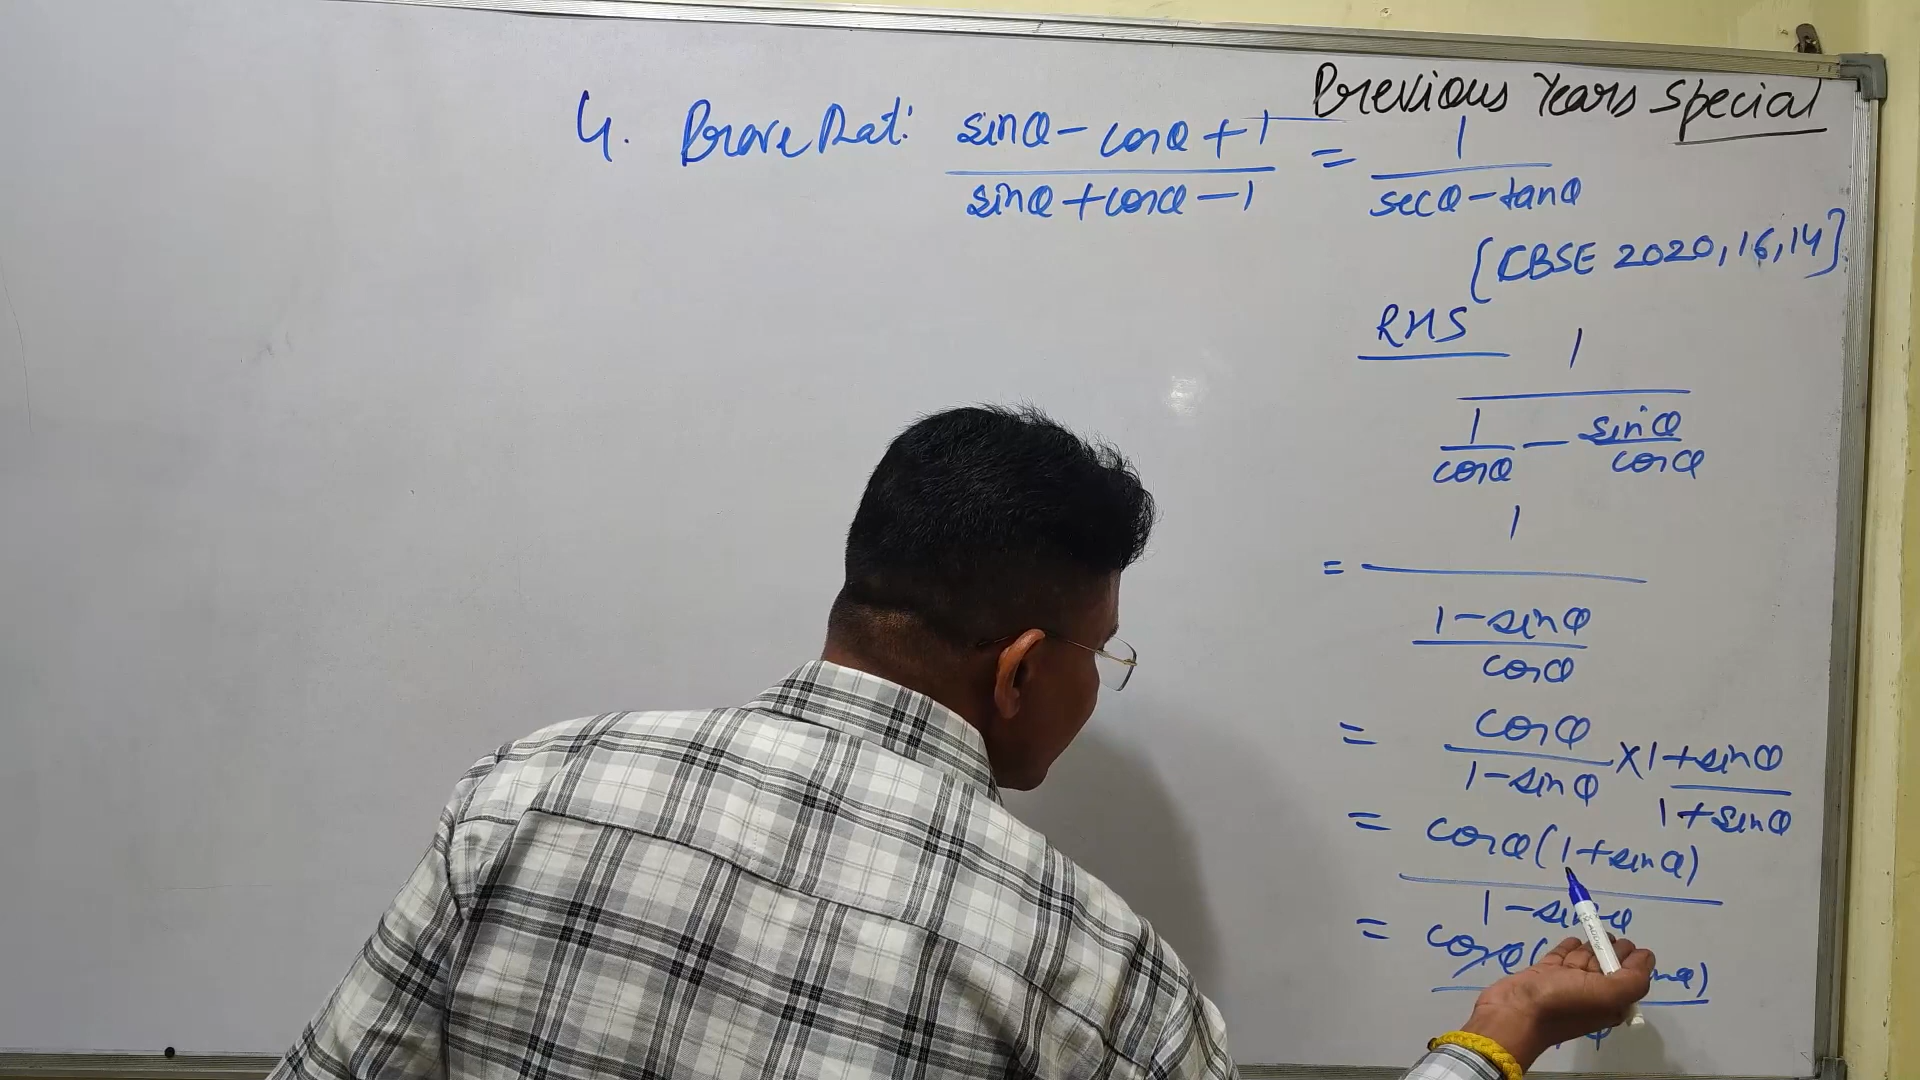 Previous Years Special
4. Prove that: (sinθ - cosθ + 1)/(sinθ + cosθ - 1) = 1/(secθ - tanθ)
[CBSE 2020, 16, 14]
RHS
1/(1/cosθ - sinθ/cosθ)
= 1/((1 - sinθ)/cosθ)
= cosθ/(1 - sinθ) × (1 + sinθ)/(1 + sinθ)
= cosθ(1 + sinθ)/(1 - sin²θ)
= cosθ(